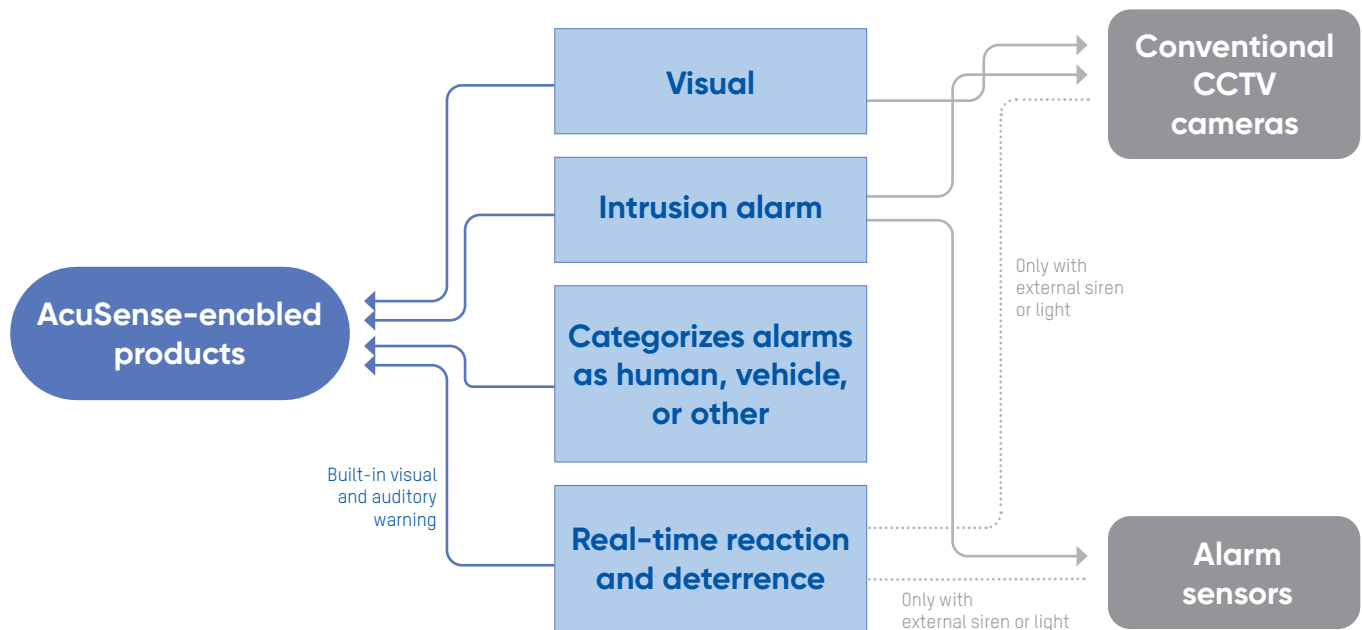 Visual
Conventional
CCTV
cameras
Intrusion alarm
Only with
external siren
or light
AcuSense-enabled
products
Categorizes alarms
as human, vehicle,
or other
Built-in visual
and auditory
warning
Real-time reaction
and deterrence
Only with
external siren or light
Alarm
sensors